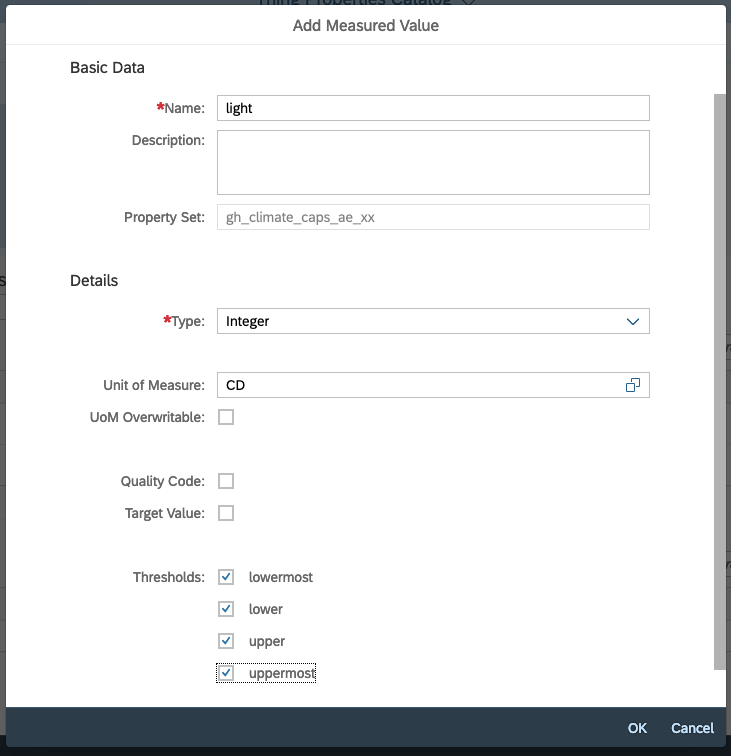 Add Measured Value
Basic Data
*Name: light
Description:
Property Set: gh_climate_caps_ae_xx
Details
*Type: Integer
Unit of Measure: CD
UoM Overwritable:
Quality Code:
Target Value:
Thresholds: lowermost
lower
upper
uppermost
OK Cancel